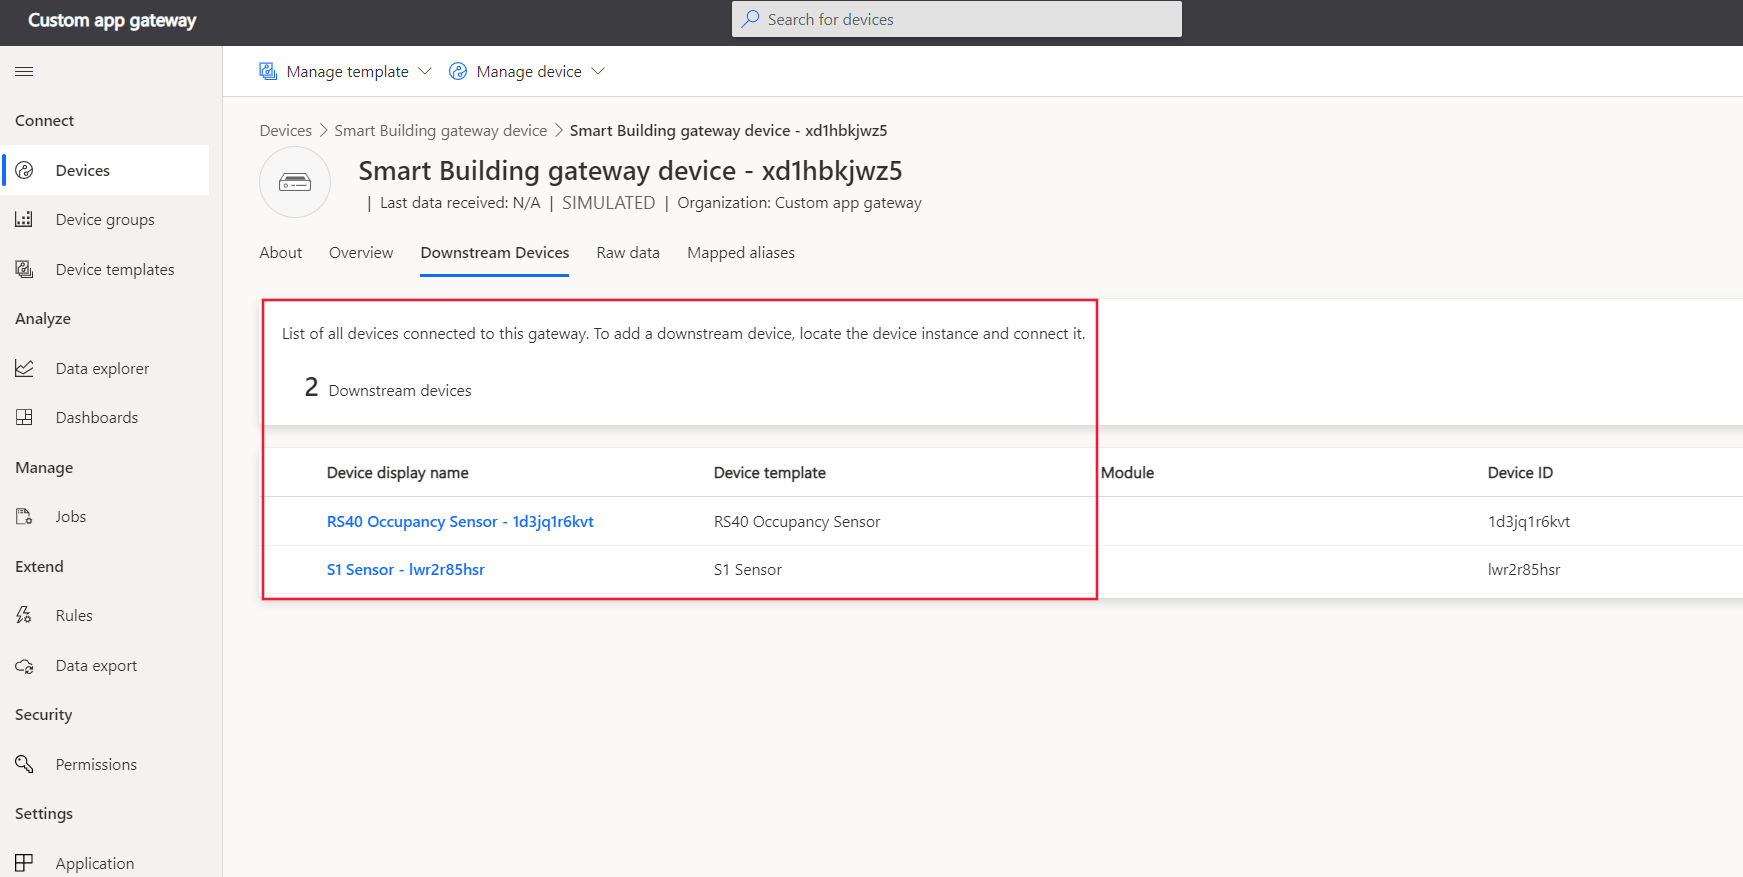 Custom app gateway
Search for devices
Manage template
Manage device
Connect
Devices
Device groups
Device templates
Analyze
Data explorer
Dashboards
Manage
Jobs
Extend
Rules
Data export
Security
Permissions
Settings
Application
Devices > Smart Building gateway device > Smart Building gateway device - xd1hbkjwz5
Smart Building gateway device - xd1hbkjwz5
| Last data received: N/A | SIMULATED | Organization: Custom app gateway
About Overview Downstream Devices Raw data Mapped aliases
List of all devices connected to this gateway. To add a downstream device, locate the device instance and connect it.
2 Downstream devices
Device display name Device template Module Device ID
RS40 Occupancy Sensor - 1d3jq1r6kvt RS40 Occupancy Sensor 1d3jq1r6kvt
S1 Sensor - lwr2r85hsr S1 Sensor lwr2r85hsr